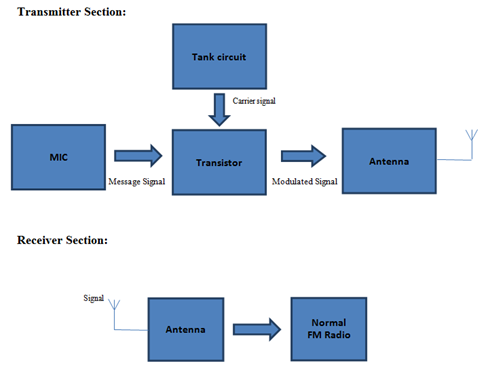 Transmitter Section:
Tank circuit
Carrier signal
MIC
Message Signal
Transistor
Modulated Signal
Antenna
Receiver Section:
Signal
Antenna
Normal
FM Radio